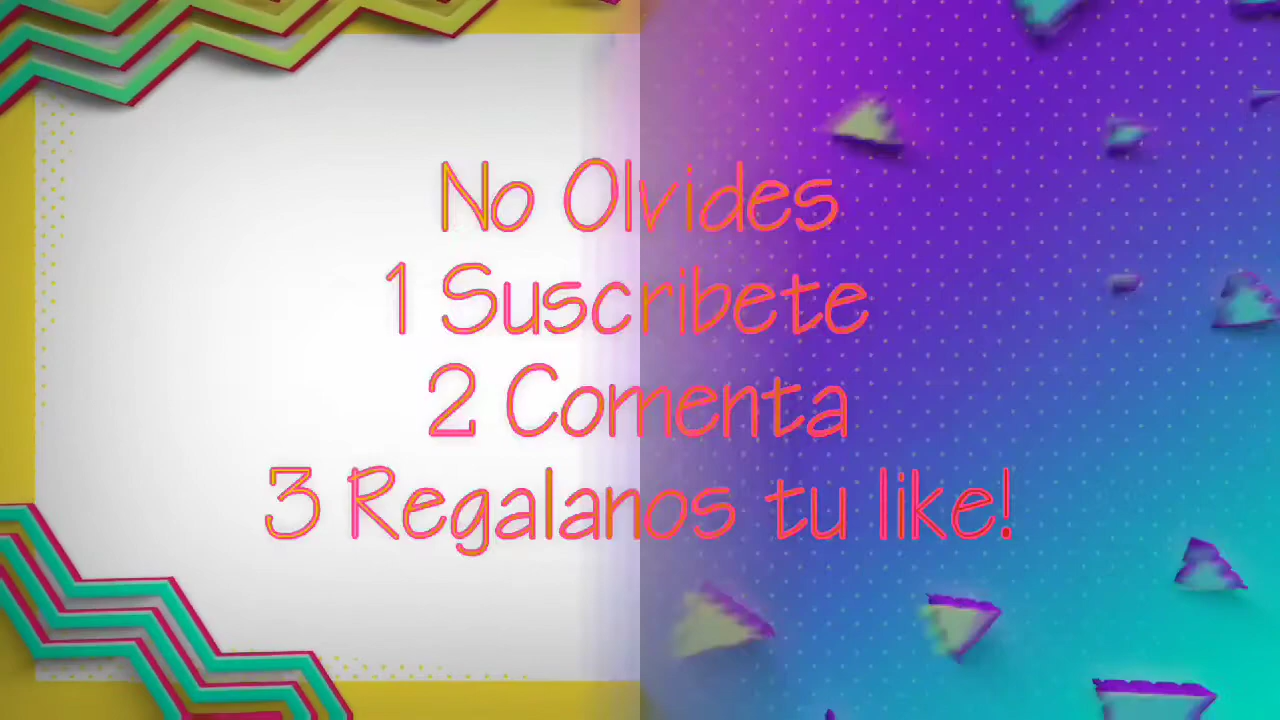 No Olvides
1 Suscribete
2 Comenta
3 Regalanos tu like!